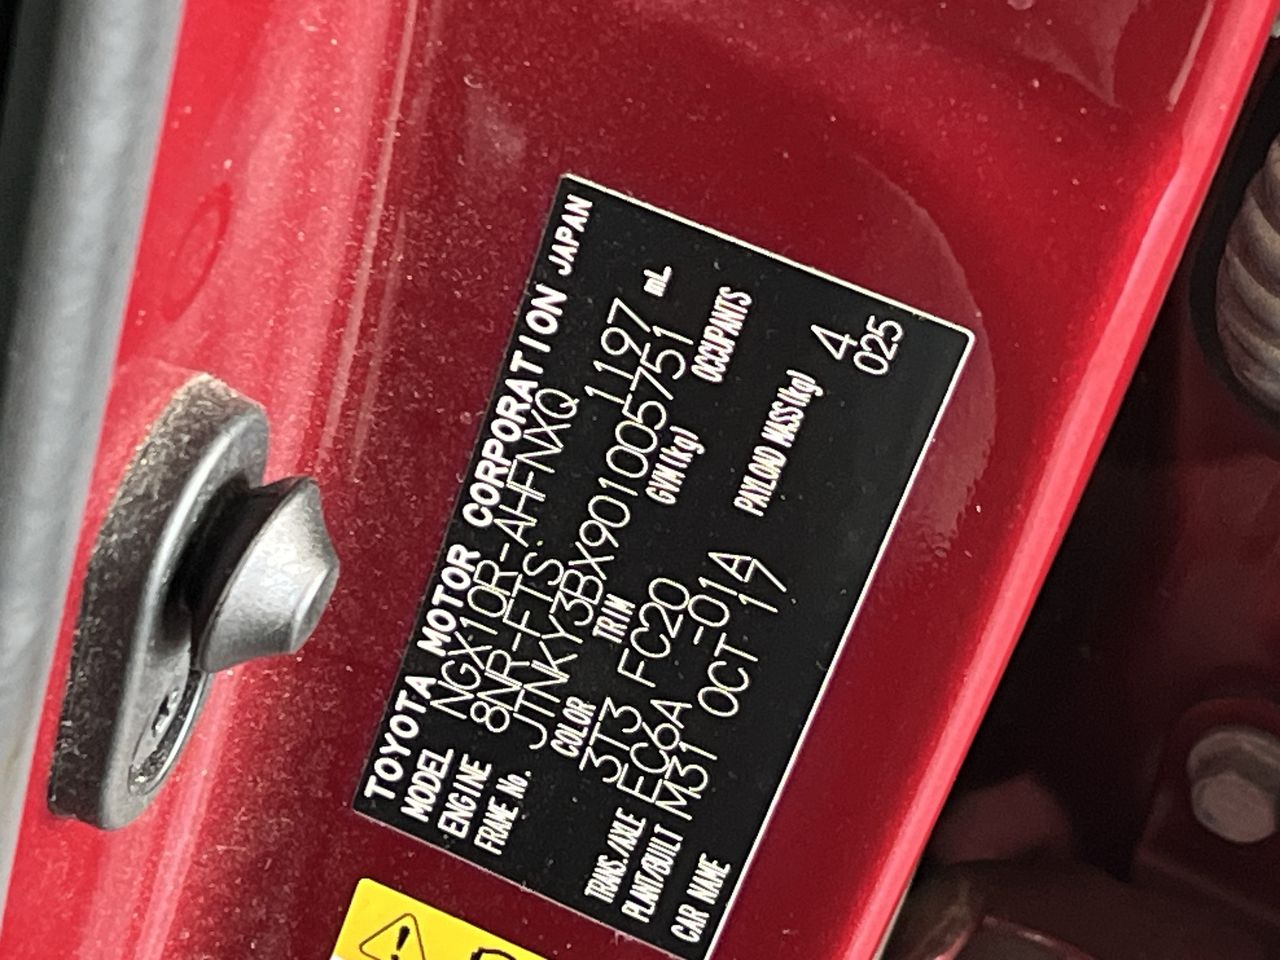 TOYOTA MOTOR CORPORATION JAPAN
MODEL NGX10R-AHFNXQ
ENGINE 8NR-FTS 1197 mL
FRAME No. JTNKY3BX901005751
COLOR TRIM GVM(kg) OCCUPANTS
3T3 FC20
TRANS./AXLE EC6A -01A PAYLOAD MASS(kg) 4
PLANT/BUILT M31 OCT 17 025
CAR NAME